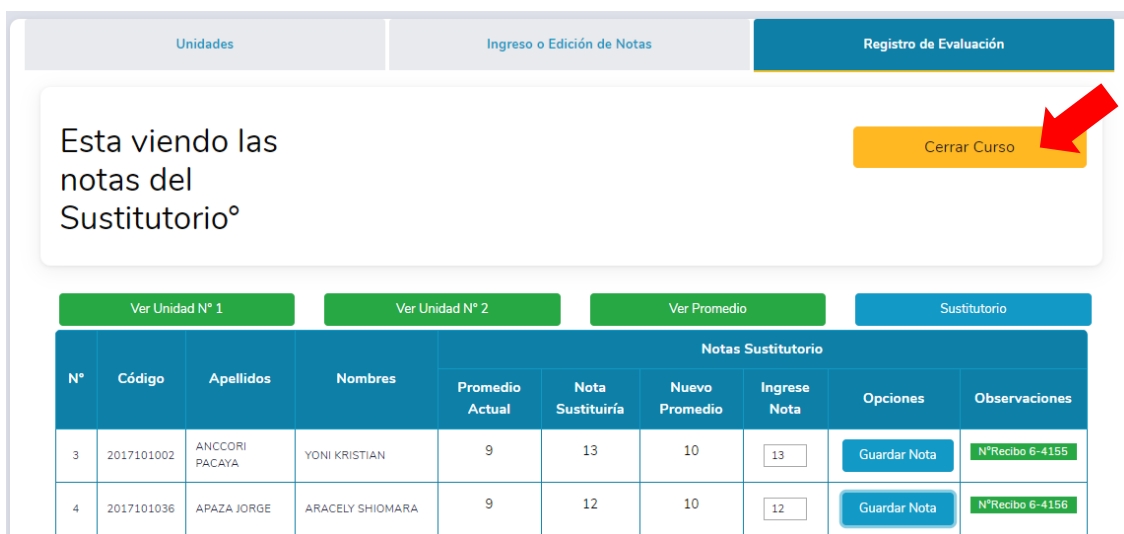 Unidades
Ingreso o Edición de Notas
Registro de Evaluación
Esta viendo las
notas del
Sustitutorio°
Cerrar Curso
Ver Unidad N° 1
Ver Unidad N° 2
Ver Promedio
Sustitutorio
N°
Código
Apellidos
Nombres
Notas Sustitutorio
Promedio
Actual
Nota
Sustituiría
Nuevo
Promedio
Ingrese
Nota
Opciones
Observaciones
3
2017101002
ANCCORI
PACAYA
YONI KRISTIAN
9
13
10
13
Guardar Nota
N°Recibo 6-4155
4
2017101036
APAZA JORGE
ARACELY SHIOMARA
9
12
10
12
Guardar Nota
N°Recibo 6-4156